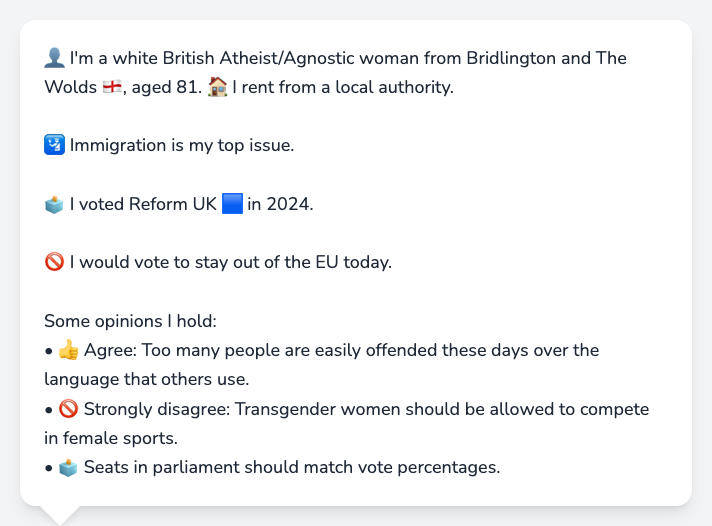 👤 I'm a white British Atheist/Agnostic woman from Bridlington and The
Wolds 🏴󠁧󠁢󠁥󠁮󠁧󠁿, aged 81. 🏠 I rent from a local authority.
🛂 Immigration is my top issue.
🗳️ I voted Reform UK 🟦 in 2024.
🚫 I would vote to stay out of the EU today.
Some opinions I hold:
• 👍 Agree: Too many people are easily offended these days over the
language that others use.
• 🚫 Strongly disagree: Transgender women should be allowed to compete
in female sports.
• 🗳️ Seats in parliament should match vote percentages.